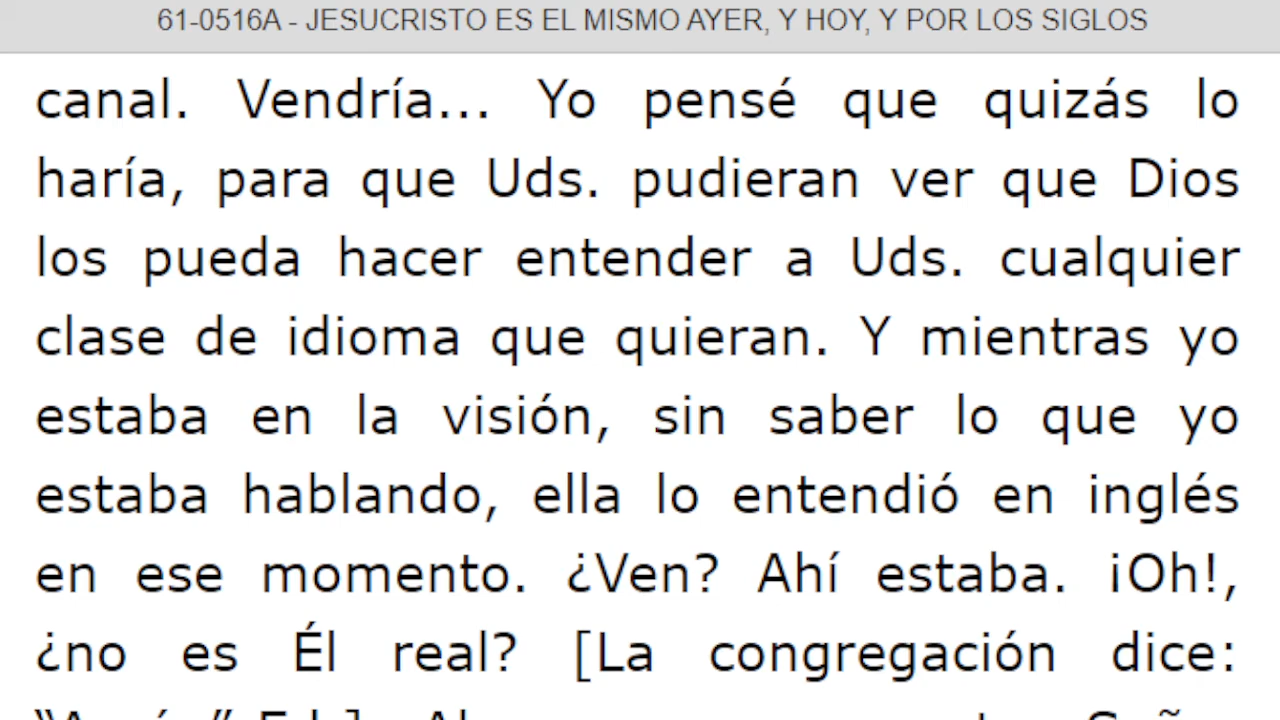 61-0516A - JESUCRISTO ES EL MISMO AYER, Y HOY, Y POR LOS SIGLOS
canal. Vendría... Yo pensé que quizás lo
haría, para que Uds. pudieran ver que Dios
los pueda hacer entender a Uds. cualquier
clase de idioma que quieran. Y mientras yo
estaba en la visión, sin saber lo que yo
estaba hablando, ella lo entendió en inglés
en ese momento. ¿Ven? Ahí estaba. ¡Oh!,
¿no es Él real? [La congregación dice: